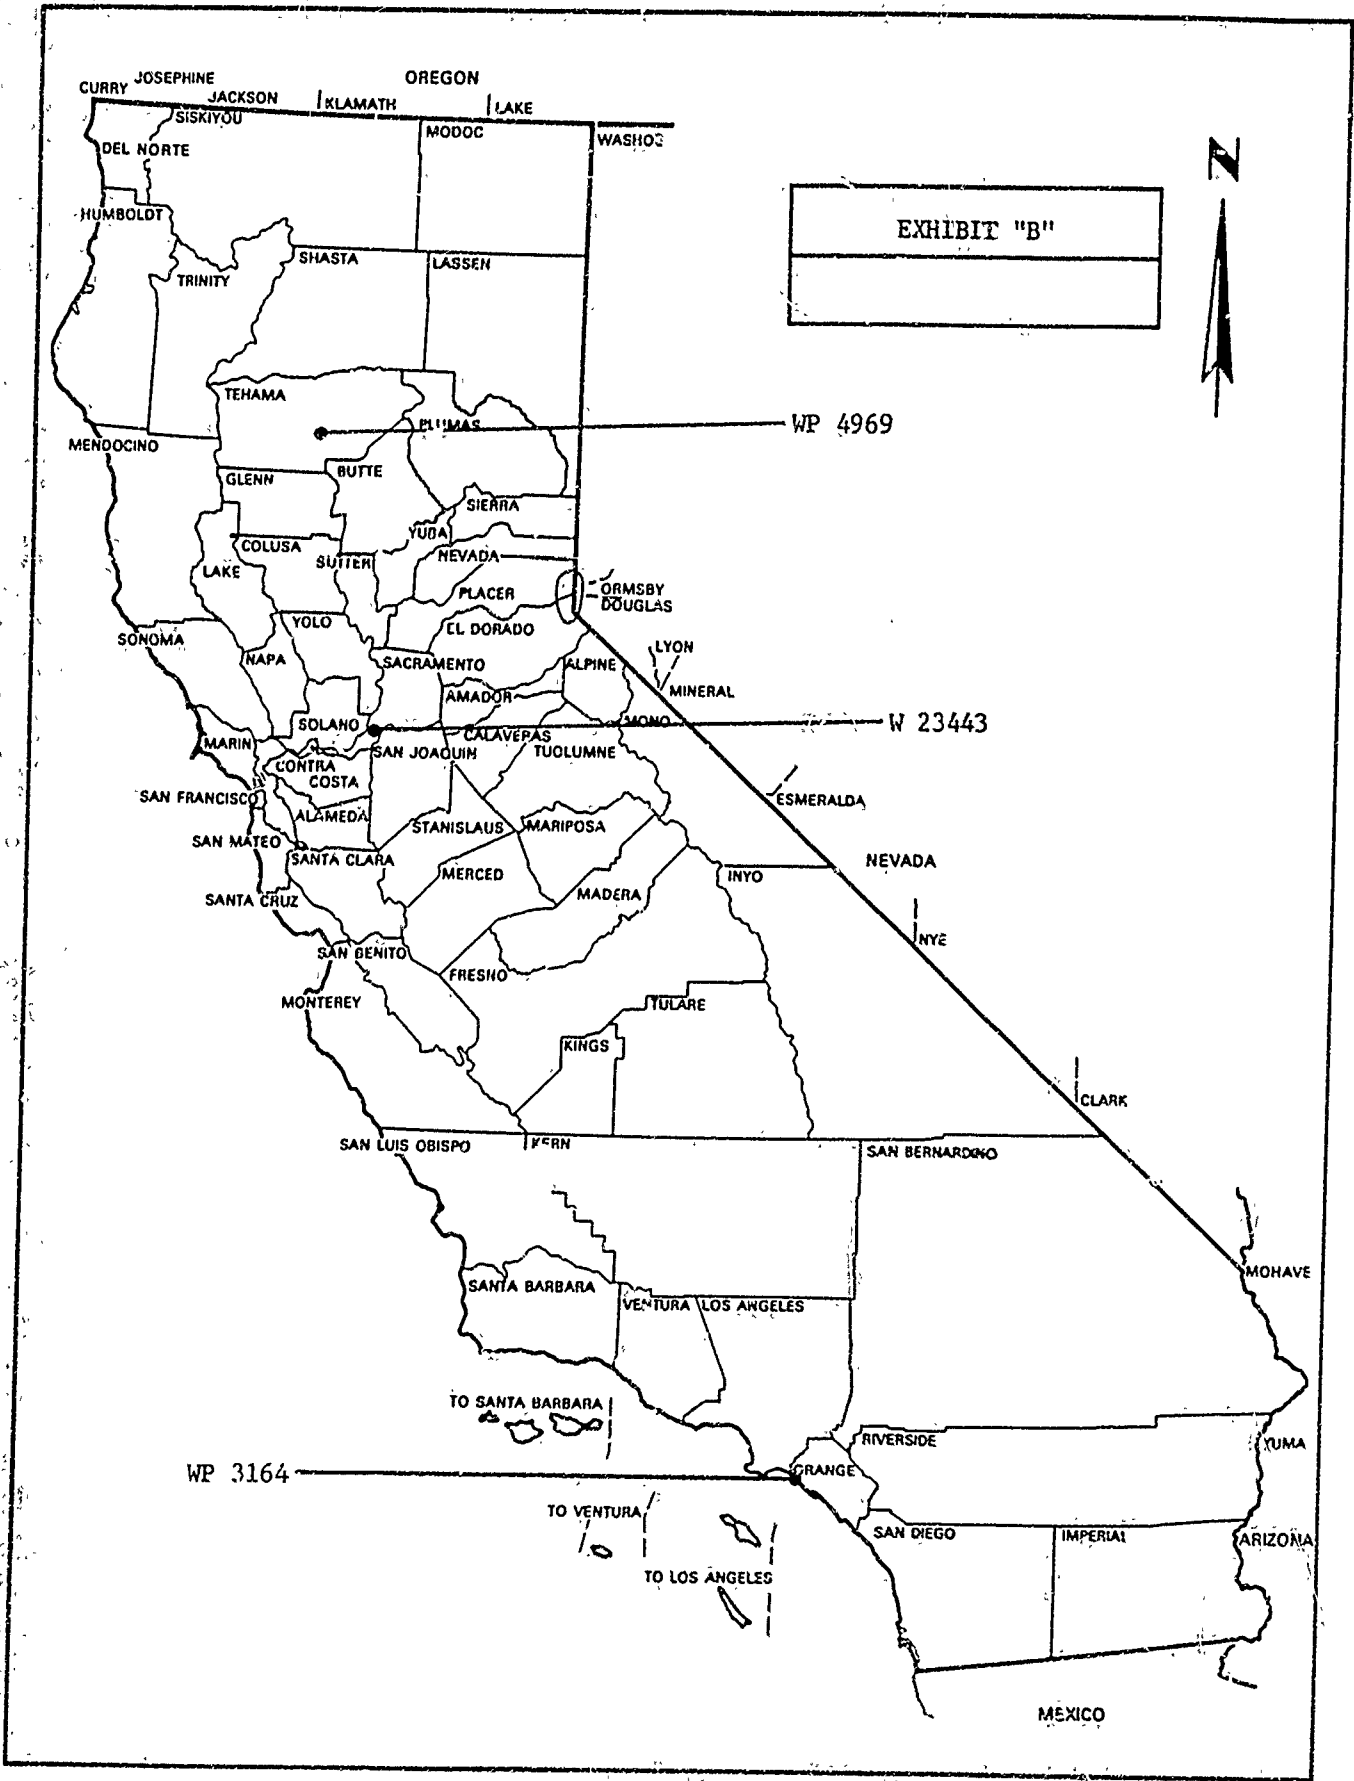 OREGON
CURRY
JOSEPHINE
JACKSON
KLAMATH
LAKE
SISKIYOU
MODOC
DEL NORTE
N
HUMBOLDT
EXHIBIT "B"
TRINITY
SHASTA
LASSEN
TEHAMA
PLUMAS
WP 4969
MENDOCINO
GLENN
BUTTE
SIERRA
YUBA
COLUSA
SUTTER
NEVADA
LAKE
PLACER
ORMSBY
DOUGLAS
YOLO
EL DORADO
SONOMA
NAPA
SACRAMENTO
ALPINE
LYON
AMADOR
MINERAL
SOLANO
MONO
W 23443
MARIN
CALAVERAS
SAN JOAQUIN
TUOLUMNE
CONTRA
COSTA
SAN FRANCISCO
ESMERALDA
ALAMEDA
STANISLAUS
MARIPOSA
SAN MATEO
SANTA CLARA
MERCED
INYO
NEVADA
SANTA CRUZ
MADERA
NYE
SAN BENITO
FRESNO
MONTEREY
TULARE
KINGS
CLARK
SAN LUIS OBISPO
KERN
SAN BERNARDINO
MOHAVE
SANTA BARBARA
VENTURA
LOS ANGELES
TO SANTA BARBARA
RIVERSIDE
YUMA
WP 3164
ORANGE
TO VENTURA
SAN DIEGO
IMPERIAL
ARIZONA
TO LOS ANGELES
MEXICO